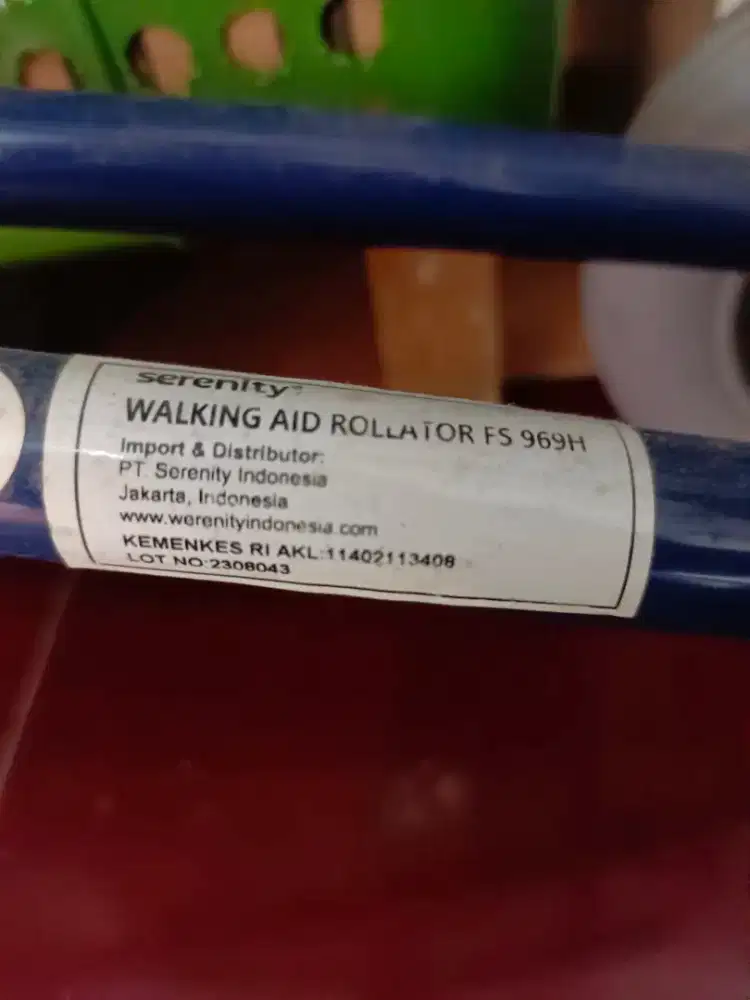 serenity
WALKING AID ROLLATOR FS 969H
Import & Distributor:
PT. Serenity Indonesia
Jakarta, Indonesia
www.werenityindonesia.com
KEMENKES RI AKL:11402113408
LOT NO:2308043